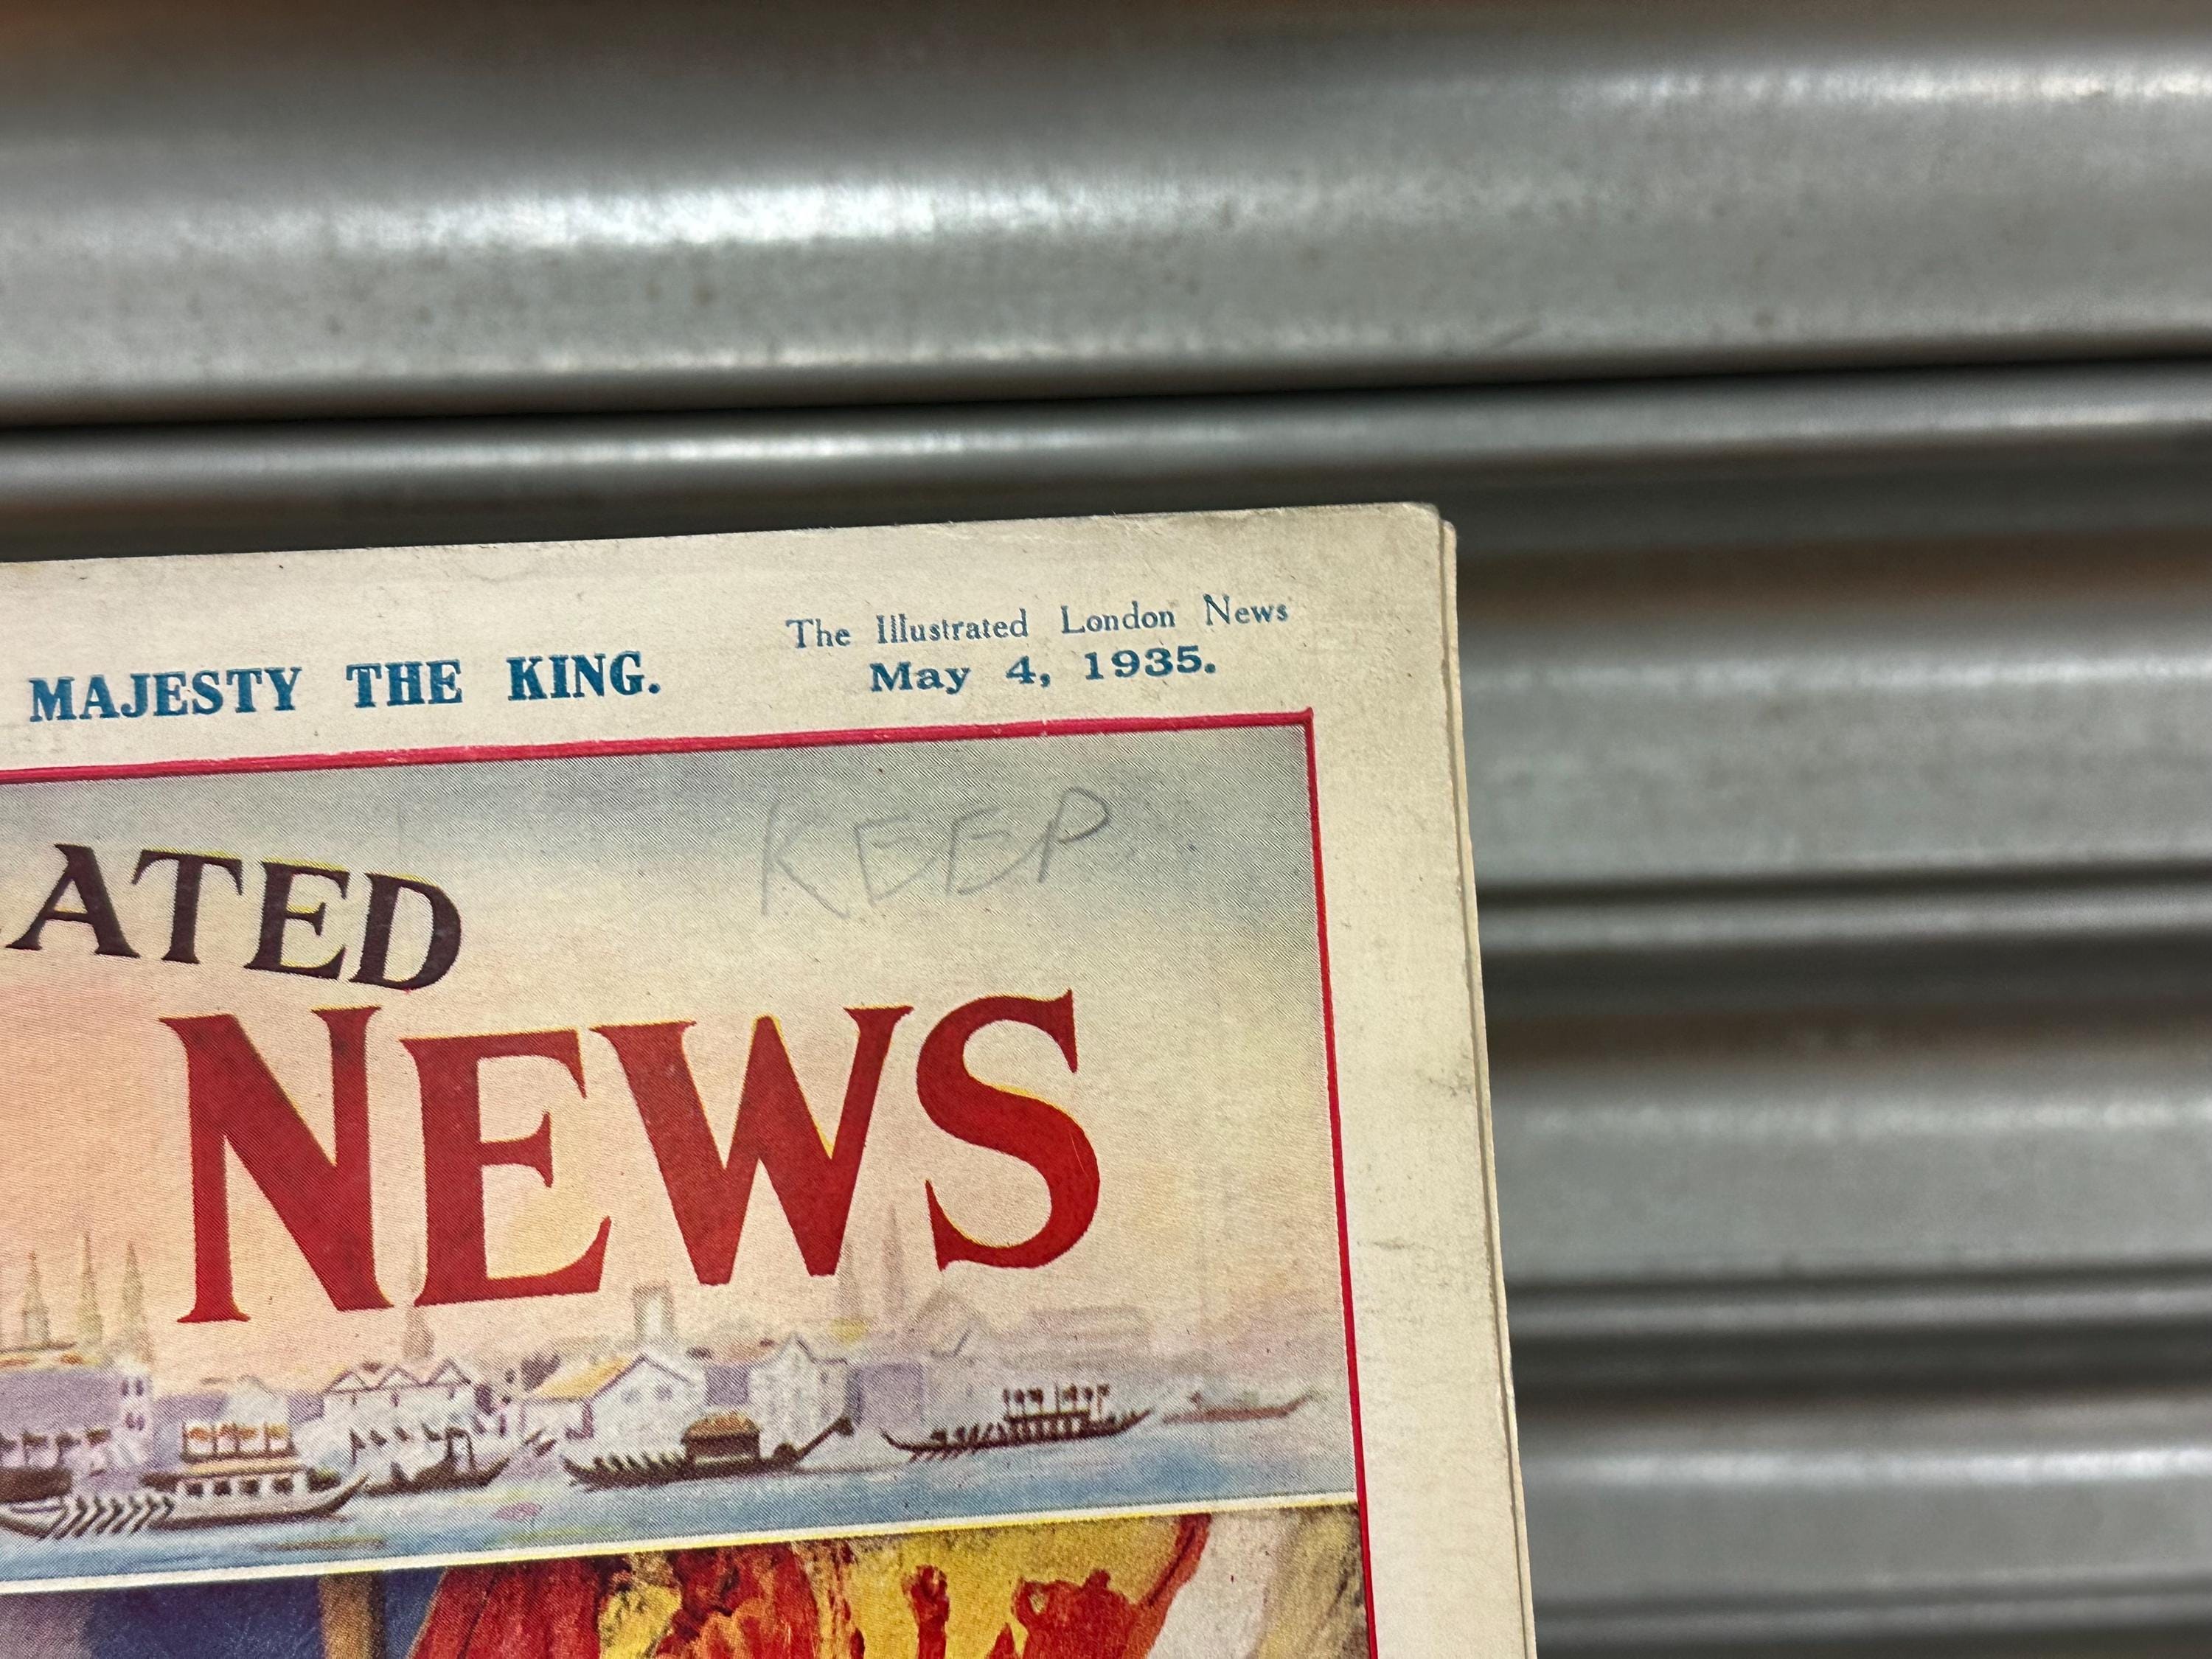 MAJESTY THE KING.
The Illustrated London News
May 4, 1935.
KEEP
ATED
NEWS